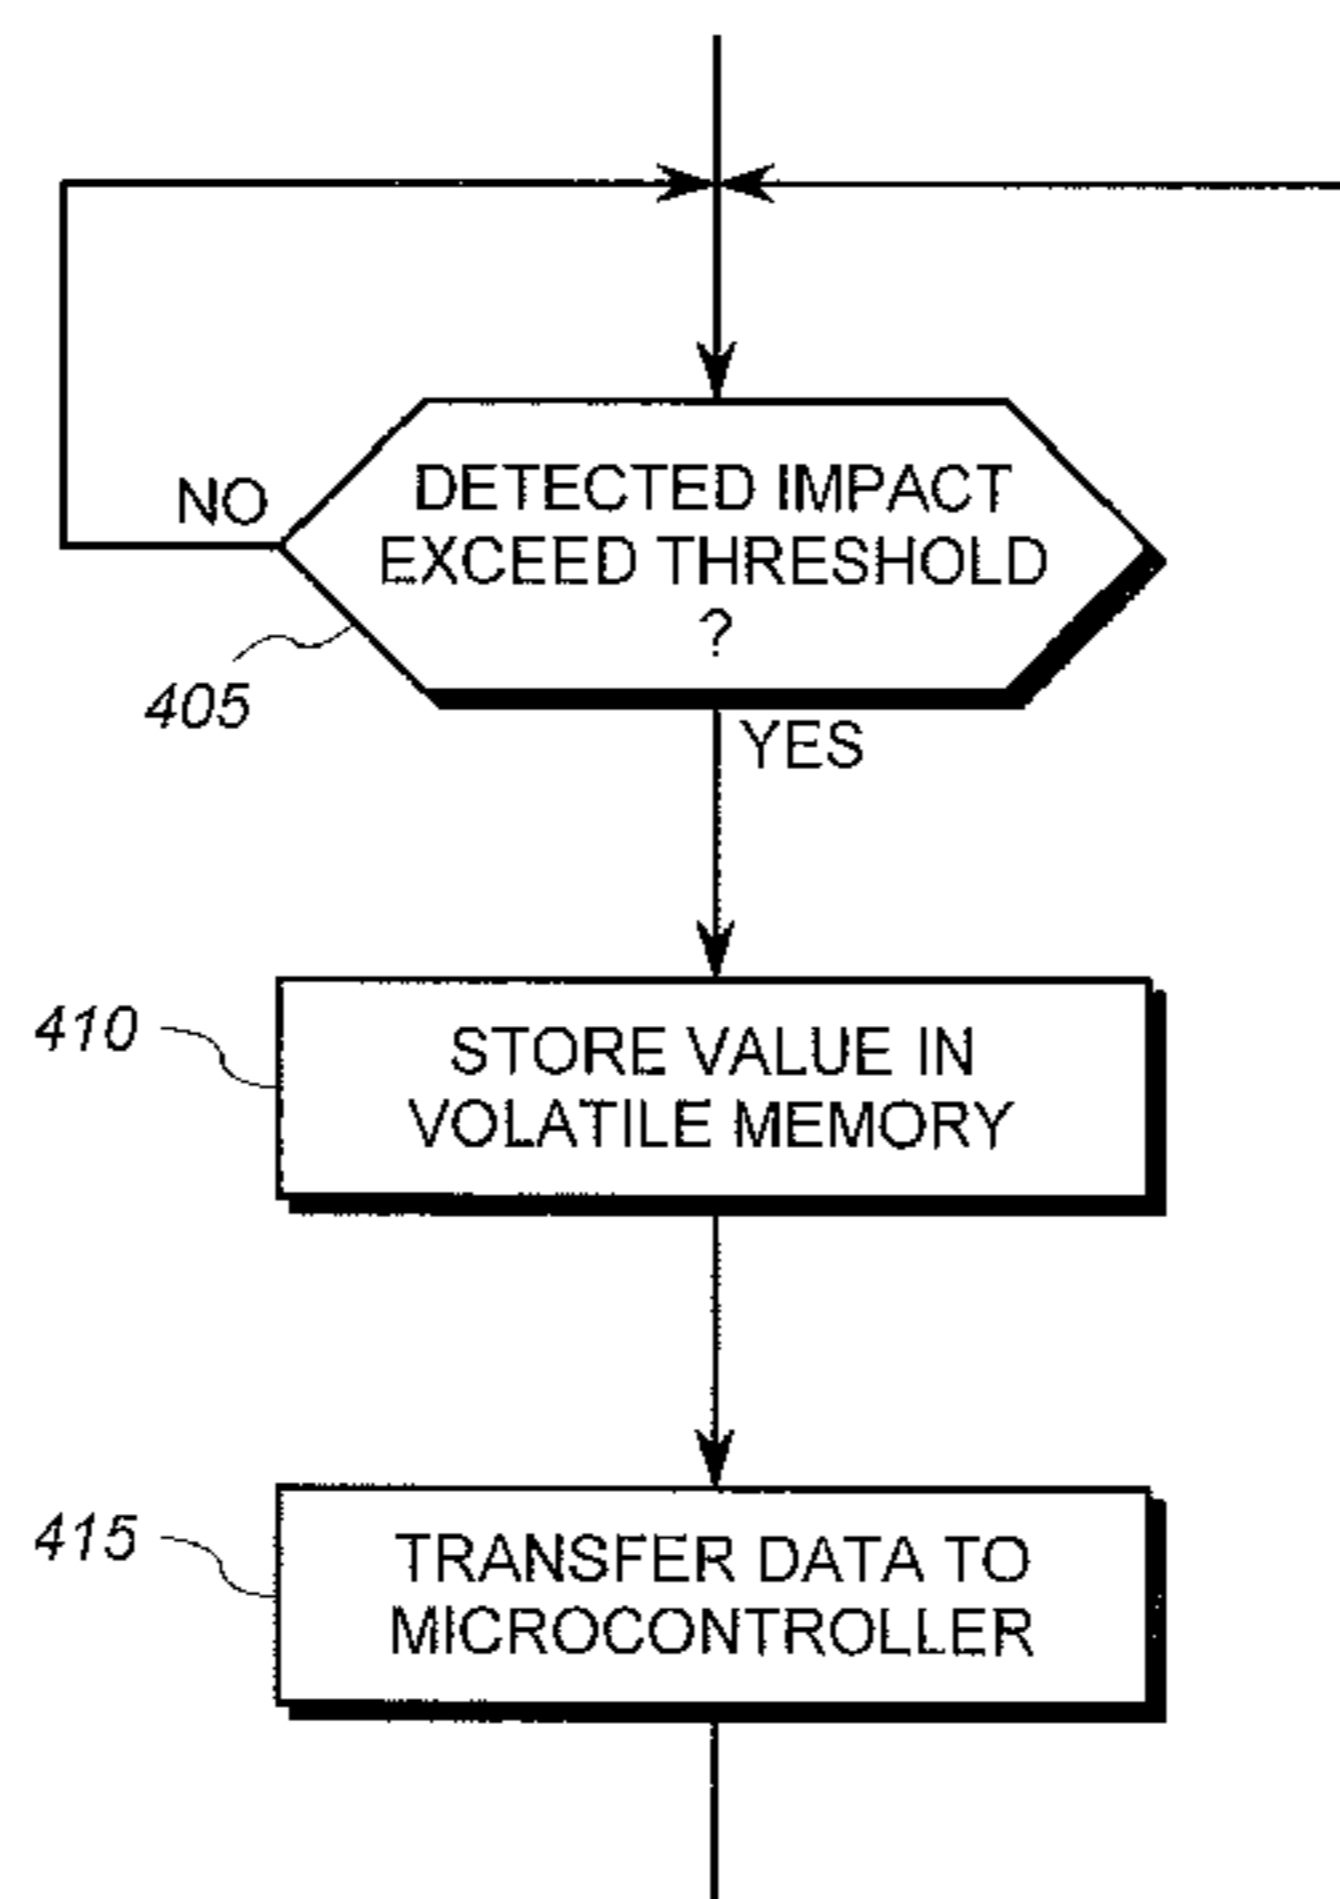 DETECTED IMPACT
EXCEED THRESHOLD
?
NO
405
YES
410
STORE VALUE IN
VOLATILE MEMORY
415
TRANSFER DATA TO
MICROCONTROLLER